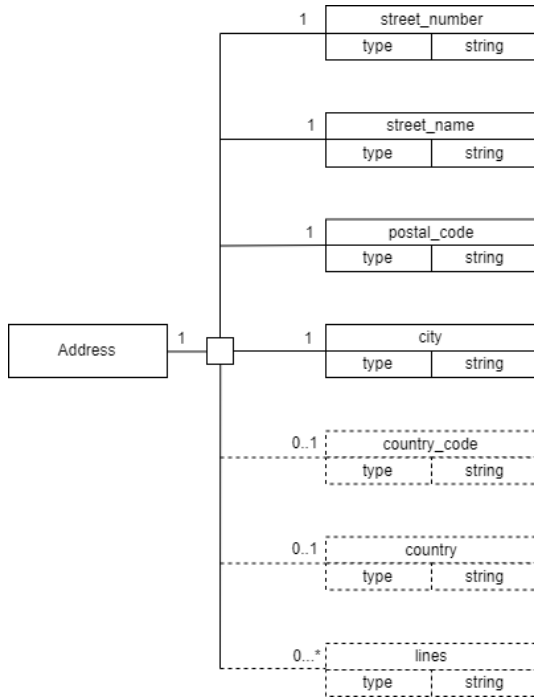 1 street_number
type string
1 street_name
type string
1 postal_code
type string
Address 1 1 city
type string
0..1 country_code
type string
0..1 country
type string
0...* lines
type string